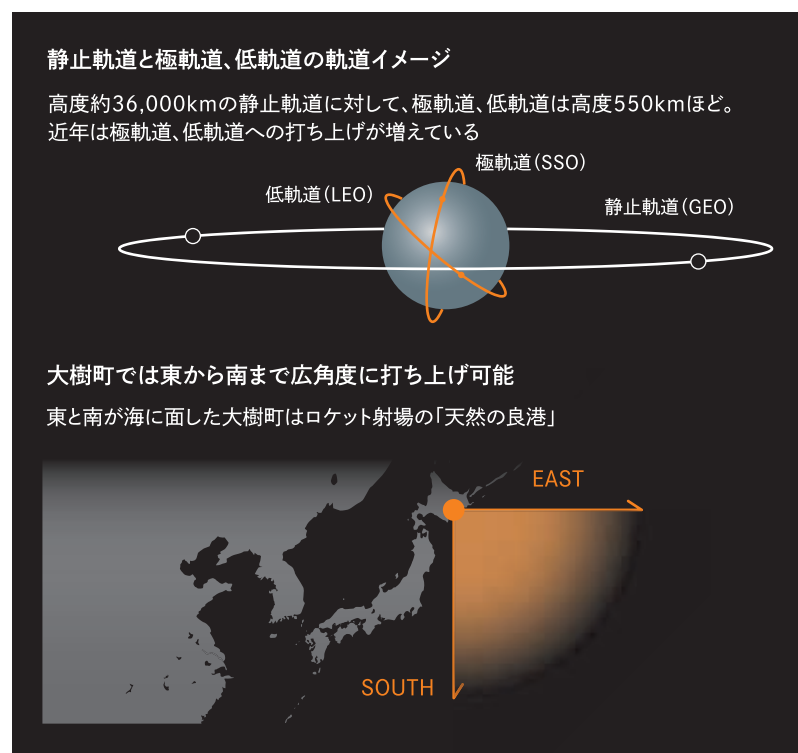 静止軌道と極軌道、低軌道の軌道イメージ
高度約36,000kmの静止軌道に対して、極軌道、低軌道は高度550kmほど。
近年は極軌道、低軌道への打ち上げが増えている
極軌道(SSO)
低軌道(LEO)
静止軌道(GEO)
大樹町では東から南まで広角度に打ち上げ可能
東と南が海に面した大樹町はロケット射場の「天然の良港」
EAST
SOUTH